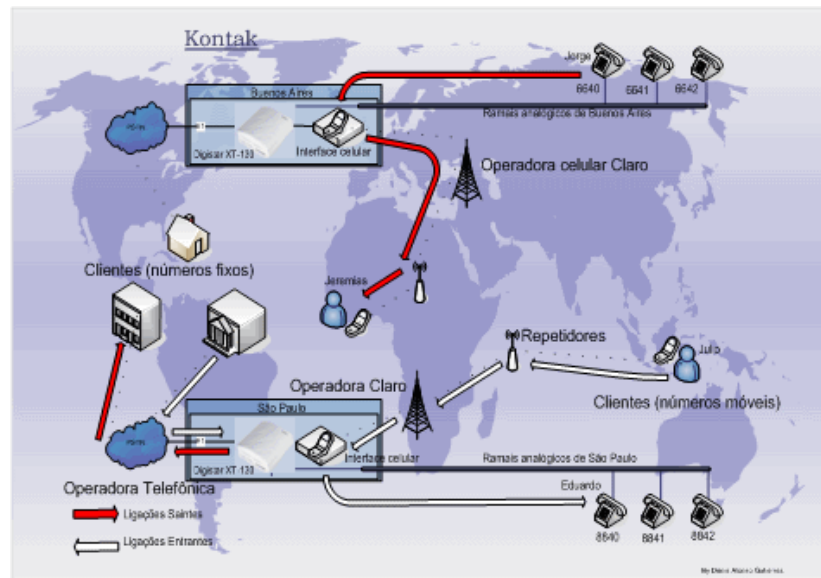 Kontak
Buenos Aires
Jorge
6640
6641
6642
Ramais analógicos de Buenos Aires
Digistar XT-130
Interface celular
Operadora celular Claro
Clientes (números fixos)
Jeremias
Repetidores
Julio
Operadora Claro
Clientes (números móveis)
São Paulo
Digistar XT-130
Interface celular
Ramais analógicos de São Paulo
Operadora Telefônica
Eduardo
Ligações Saintes
8840
8841
8842
Ligações Entrantes